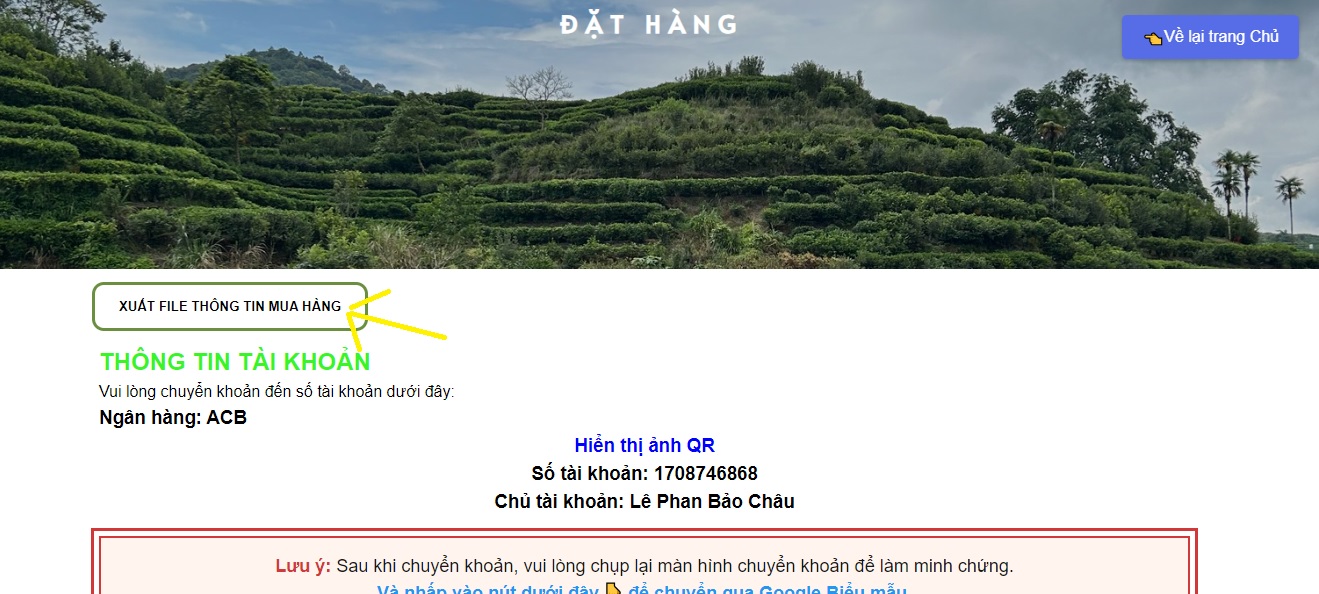 ĐẶT HÀNG
👈Về lại trang Chủ
XUẤT FILE THÔNG TIN MUA HÀNG
THÔNG TIN TÀI KHOẢN
Vui lòng chuyển khoản đến số tài khoản dưới đây:
Ngân hàng: ACB
Hiển thị ảnh QR
Số tài khoản: 1708746868
Chủ tài khoản: Lê Phan Bảo Châu
Lưu ý: Sau khi chuyển khoản, vui lòng chụp lại màn hình chuyển khoản để làm minh chứng.
Và nhấp vào nút dưới đây 👇 để chuyển qua Google Biểu mẫu